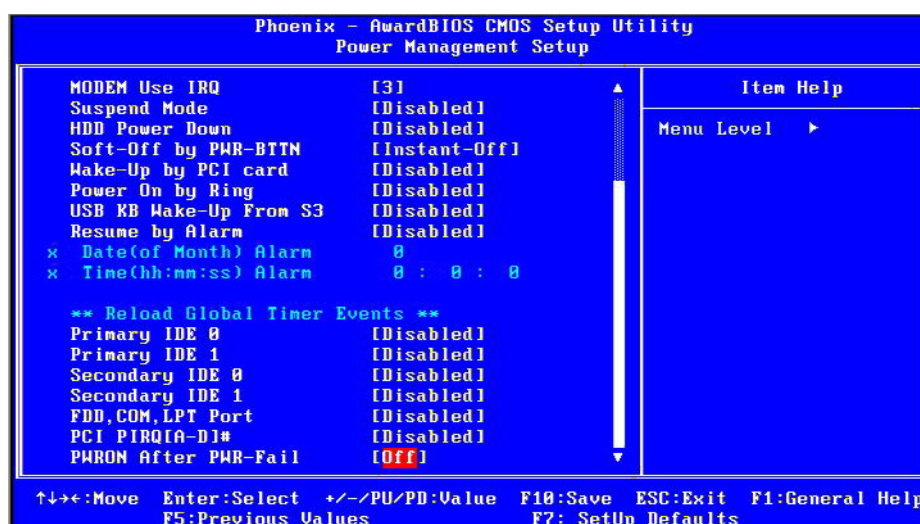 Phoenix - AwardBIOS CMOS Setup Utility
Power Management Setup
MODEM Use IRQ [3]
Suspend Mode [Disabled]
HDD Power Down [Disabled]
Soft-Off by PWR-BTTN [Instant-Off]
Wake-Up by PCI card [Disabled]
Power On by Ring [Disabled]
USB KB Wake-Up From S3 [Disabled]
Resume by Alarm [Disabled]
x Date(of Month) Alarm 0
x Time(hh:mm:ss) Alarm 0 : 0 : 0
** Reload Global Timer Events **
Primary IDE 0 [Disabled]
Primary IDE 1 [Disabled]
Secondary IDE 0 [Disabled]
Secondary IDE 1 [Disabled]
FDD,COM,LPT Port [Disabled]
PCI PIRQ[A-D]# [Disabled]
PWRON After PWR-Fail [Off]
Item Help
Menu Level ►
↑↓→←:Move Enter:Select +/-/PU/PD:Value F10:Save ESC:Exit F1:General Help
F5:Previous Values F7: SetUp Defaults